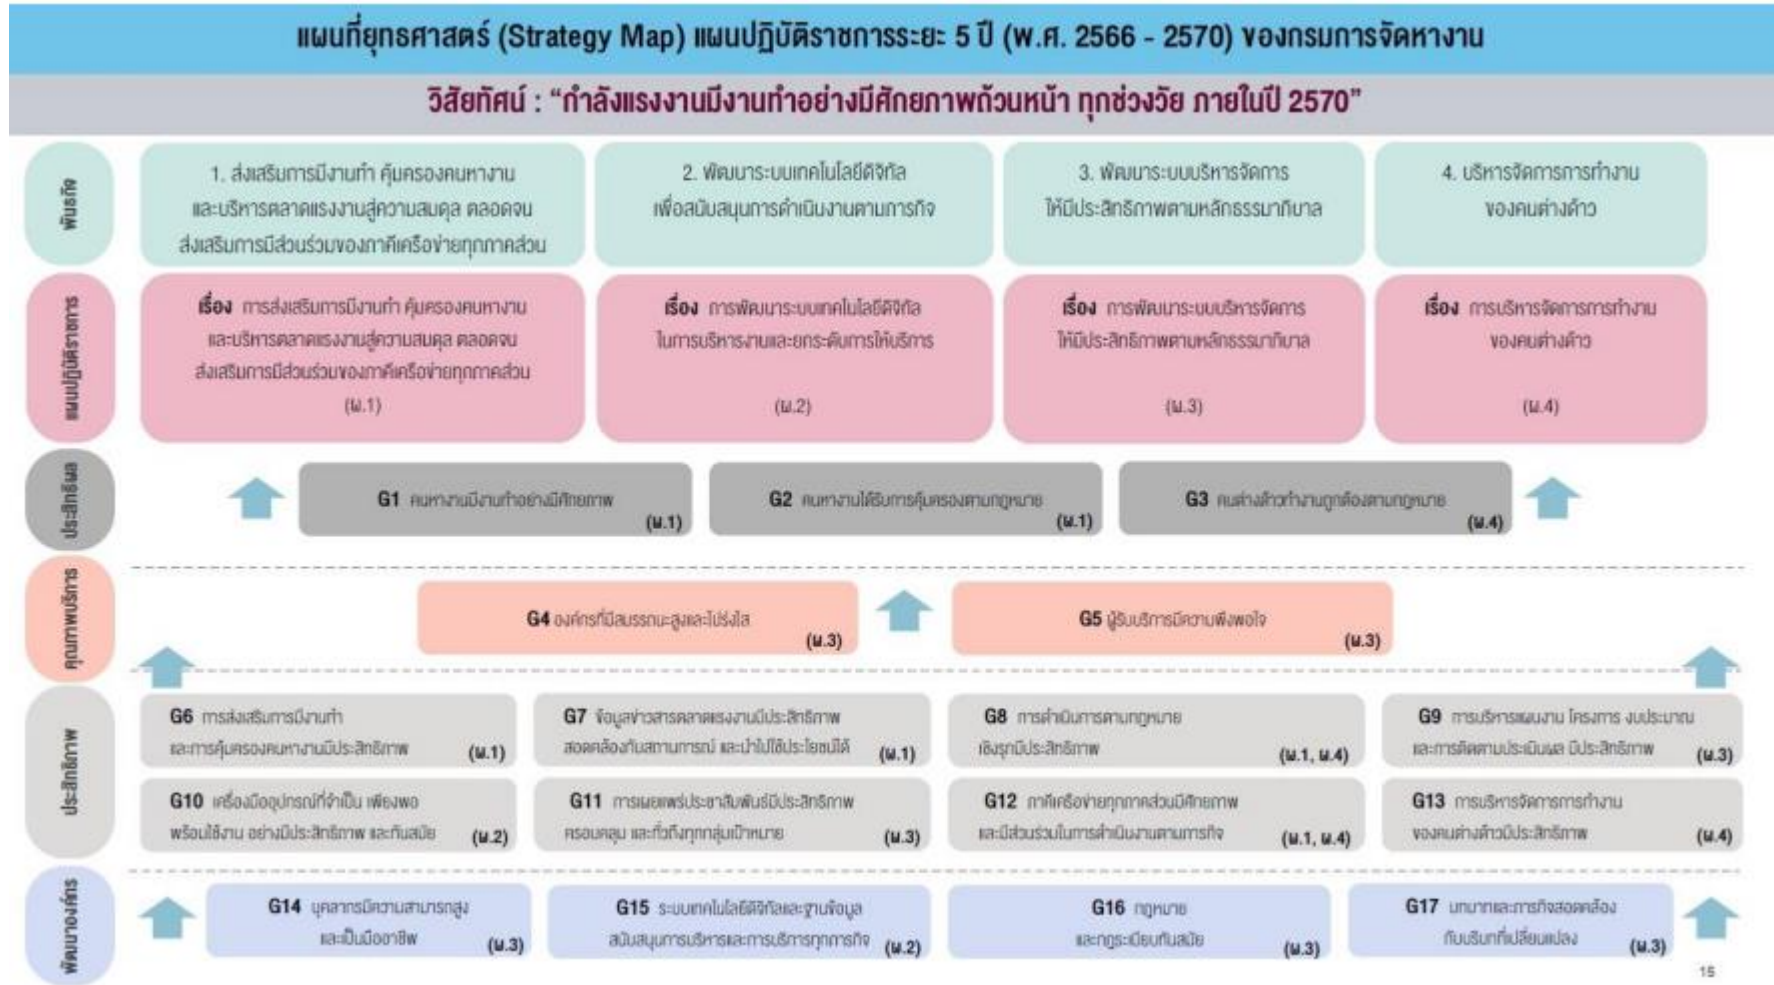 แผนที่ยุทธศาสตร์ (Strategy Map) แผนปฏิบัติราชการระยะ 5 ปี (พ.ศ. 2566 - 2570) ของกรมการจัดหางาน
วิสัยทัศน์ : “กำลังแรงงานมีงานทำอย่างมีศักยภาพถ้วนหน้า ทุกช่วงวัย ภายในปี 2570”
พันธกิจ
1. ส่งเสริมการมีงานทำ คุ้มครองคนหางาน
และบริหารตลาดแรงงานสู่ความสมดุล ตลอดจน
ส่งเสริมการมีส่วนร่วมของภาคีเครือข่ายทุกภาคส่วน
2. พัฒนาระบบเทคโนโลยีดิจิทัล
เพื่อสนับสนุนการดำเนินงานตามภารกิจ
3. พัฒนาระบบบริหารจัดการ
ให้มีประสิทธิภาพตามหลักธรรมาภิบาล
4. บริหารจัดการการทำงาน
ของคนต่างด้าว
แผนปฏิบัติราชการ
เรื่อง การส่งเสริมการมีงานทำ คุ้มครองคนหางาน
และบริหารตลาดแรงงานสู่ความสมดุล ตลอดจน
ส่งเสริมการมีส่วนร่วมของภาคีเครือข่ายทุกภาคส่วน
(ผ.1)
เรื่อง การพัฒนาระบบเทคโนโลยีดิจิทัล
ในการบริหารงานและยกระดับการให้บริการ
(ผ.2)
เรื่อง การพัฒนาระบบบริหารจัดการ
ให้มีประสิทธิภาพตามหลักธรรมาภิบาล
(ผ.3)
เรื่อง การบริหารจัดการการทำงาน
ของคนต่างด้าว
(ผ.4)
ประสิทธิผล
G1 คนหางานมีงานทำอย่างมีศักยภาพ
(ผ.1)
G2 คนหางานได้รับการคุ้มครองตามกฎหมาย
(ผ.1)
G3 คนต่างด้าวทำงานถูกต้องตามกฎหมาย
(ผ.4)
คุณภาพบริการ
G4 องค์กรที่มีสมรรถนะสูงและโปร่งใส
(ผ.3)
G5 ผู้รับบริการมีความพึงพอใจ
(ผ.3)
ประสิทธิภาพ
G6 การส่งเสริมการมีงานทำ
และการคุ้มครองคนหางานมีประสิทธิภาพ (ผ.1)
G7 ข้อมูลข่าวสารตลาดแรงงานมีประสิทธิภาพ
สอดคล้องกับสถานการณ์ และนำไปใช้ประโยชน์ได้ (ผ.1)
G8 การดำเนินการตามกฎหมาย
เชิงรุกมีประสิทธิภาพ (ผ.1, ผ.4)
G9 การบริหารแผนงาน โครงการ งบประมาณ
และการติดตามประเมินผล มีประสิทธิภาพ (ผ.3)
G10 เครื่องมืออุปกรณ์ที่จำเป็น เพียงพอ
พร้อมใช้งาน อย่างมีประสิทธิภาพ และทันสมัย (ผ.2)
G11 การเผยแพร่ประชาสัมพันธ์มีประสิทธิภาพ
ครอบคลุม และทั่วถึงทุกกลุ่มเป้าหมาย (ผ.3)
G12 ภาคีเครือข่ายทุกภาคส่วนมีศักยภาพ
และมีส่วนร่วมในการดำเนินงานตามภารกิจ (ผ.1, ผ.4)
G13 การบริหารจัดการการทำงาน
ของคนต่างด้าวมีประสิทธิภาพ (ผ.4)
พัฒนาองค์กร
G14 บุคลากรมีความสามารถสูง
และเป็นมืออาชีพ (ผ.3)
G15 ระบบเทคโนโลยีดิจิทัลและฐานข้อมูล
สนับสนุนการบริหารและการบริการทุกภารกิจ (ผ.2)
G16 กฎหมาย
และกฎระเบียบทันสมัย (ผ.3)
G17 บทบาทและภารกิจสอดคล้อง
กับบริบทที่เปลี่ยนแปลง (ผ.3)
15